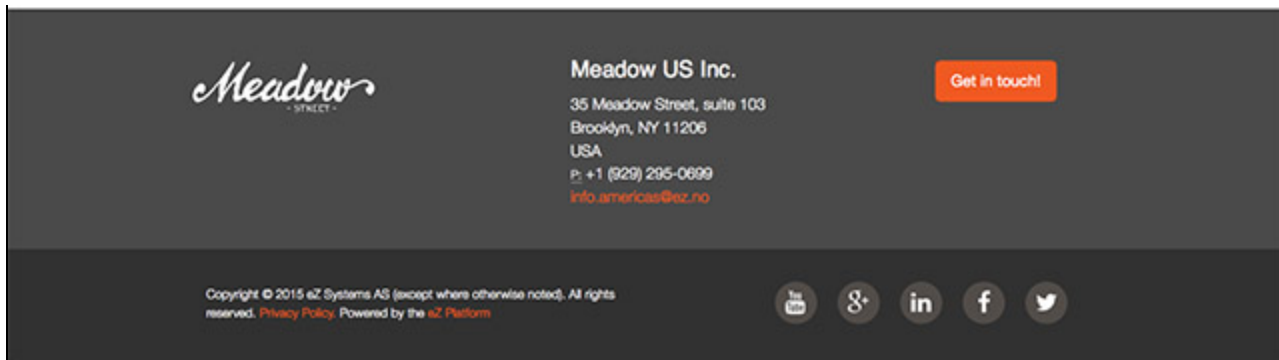 Meadow
- STREET -
Meadow US Inc.
35 Meadow Street, suite 103
Brooklyn, NY 11206
USA
P: +1 (929) 295-0699
info.americas@ez.no
Get in touch!
Copyright © 2015 eZ Systems AS (except where otherwise noted). All rights
reserved. Privacy Policy. Powered by the eZ Platform
You
Tube
8+
in
f